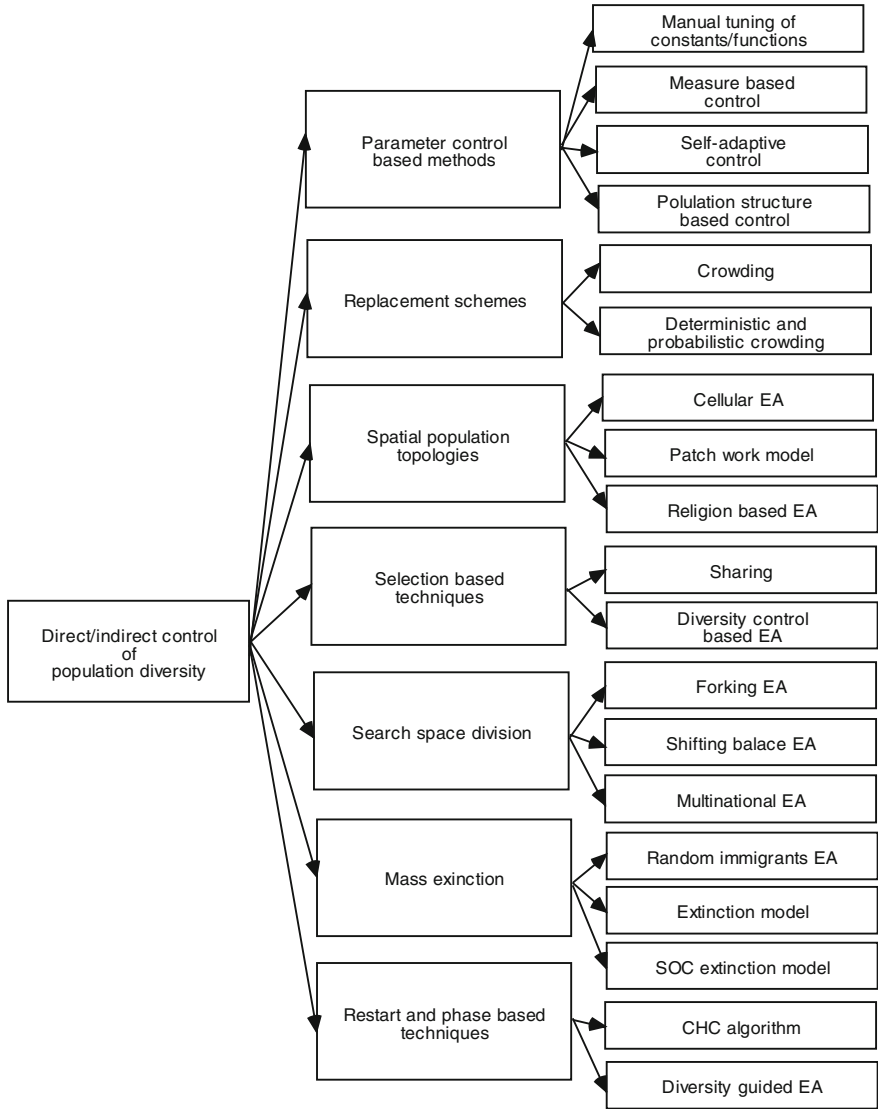 Direct/indirect control
of
population diversity
Parameter control
based methods
Manual tuning of
constants/functions
Measure based
control
Self-adaptive
control
Polulation structure
based control
Replacement schemes
Crowding
Deterministic and
probabilistic crowding
Spatial population
topologies
Cellular EA
Patch work model
Religion based EA
Selection based
techniques
Sharing
Diversity control
based EA
Search space division
Forking EA
Shifting balace EA
Multinational EA
Mass exinction
Random immigrants EA
Extinction model
SOC extinction model
Restart and phase based
techniques
CHC algorithm
Diversity guided EA